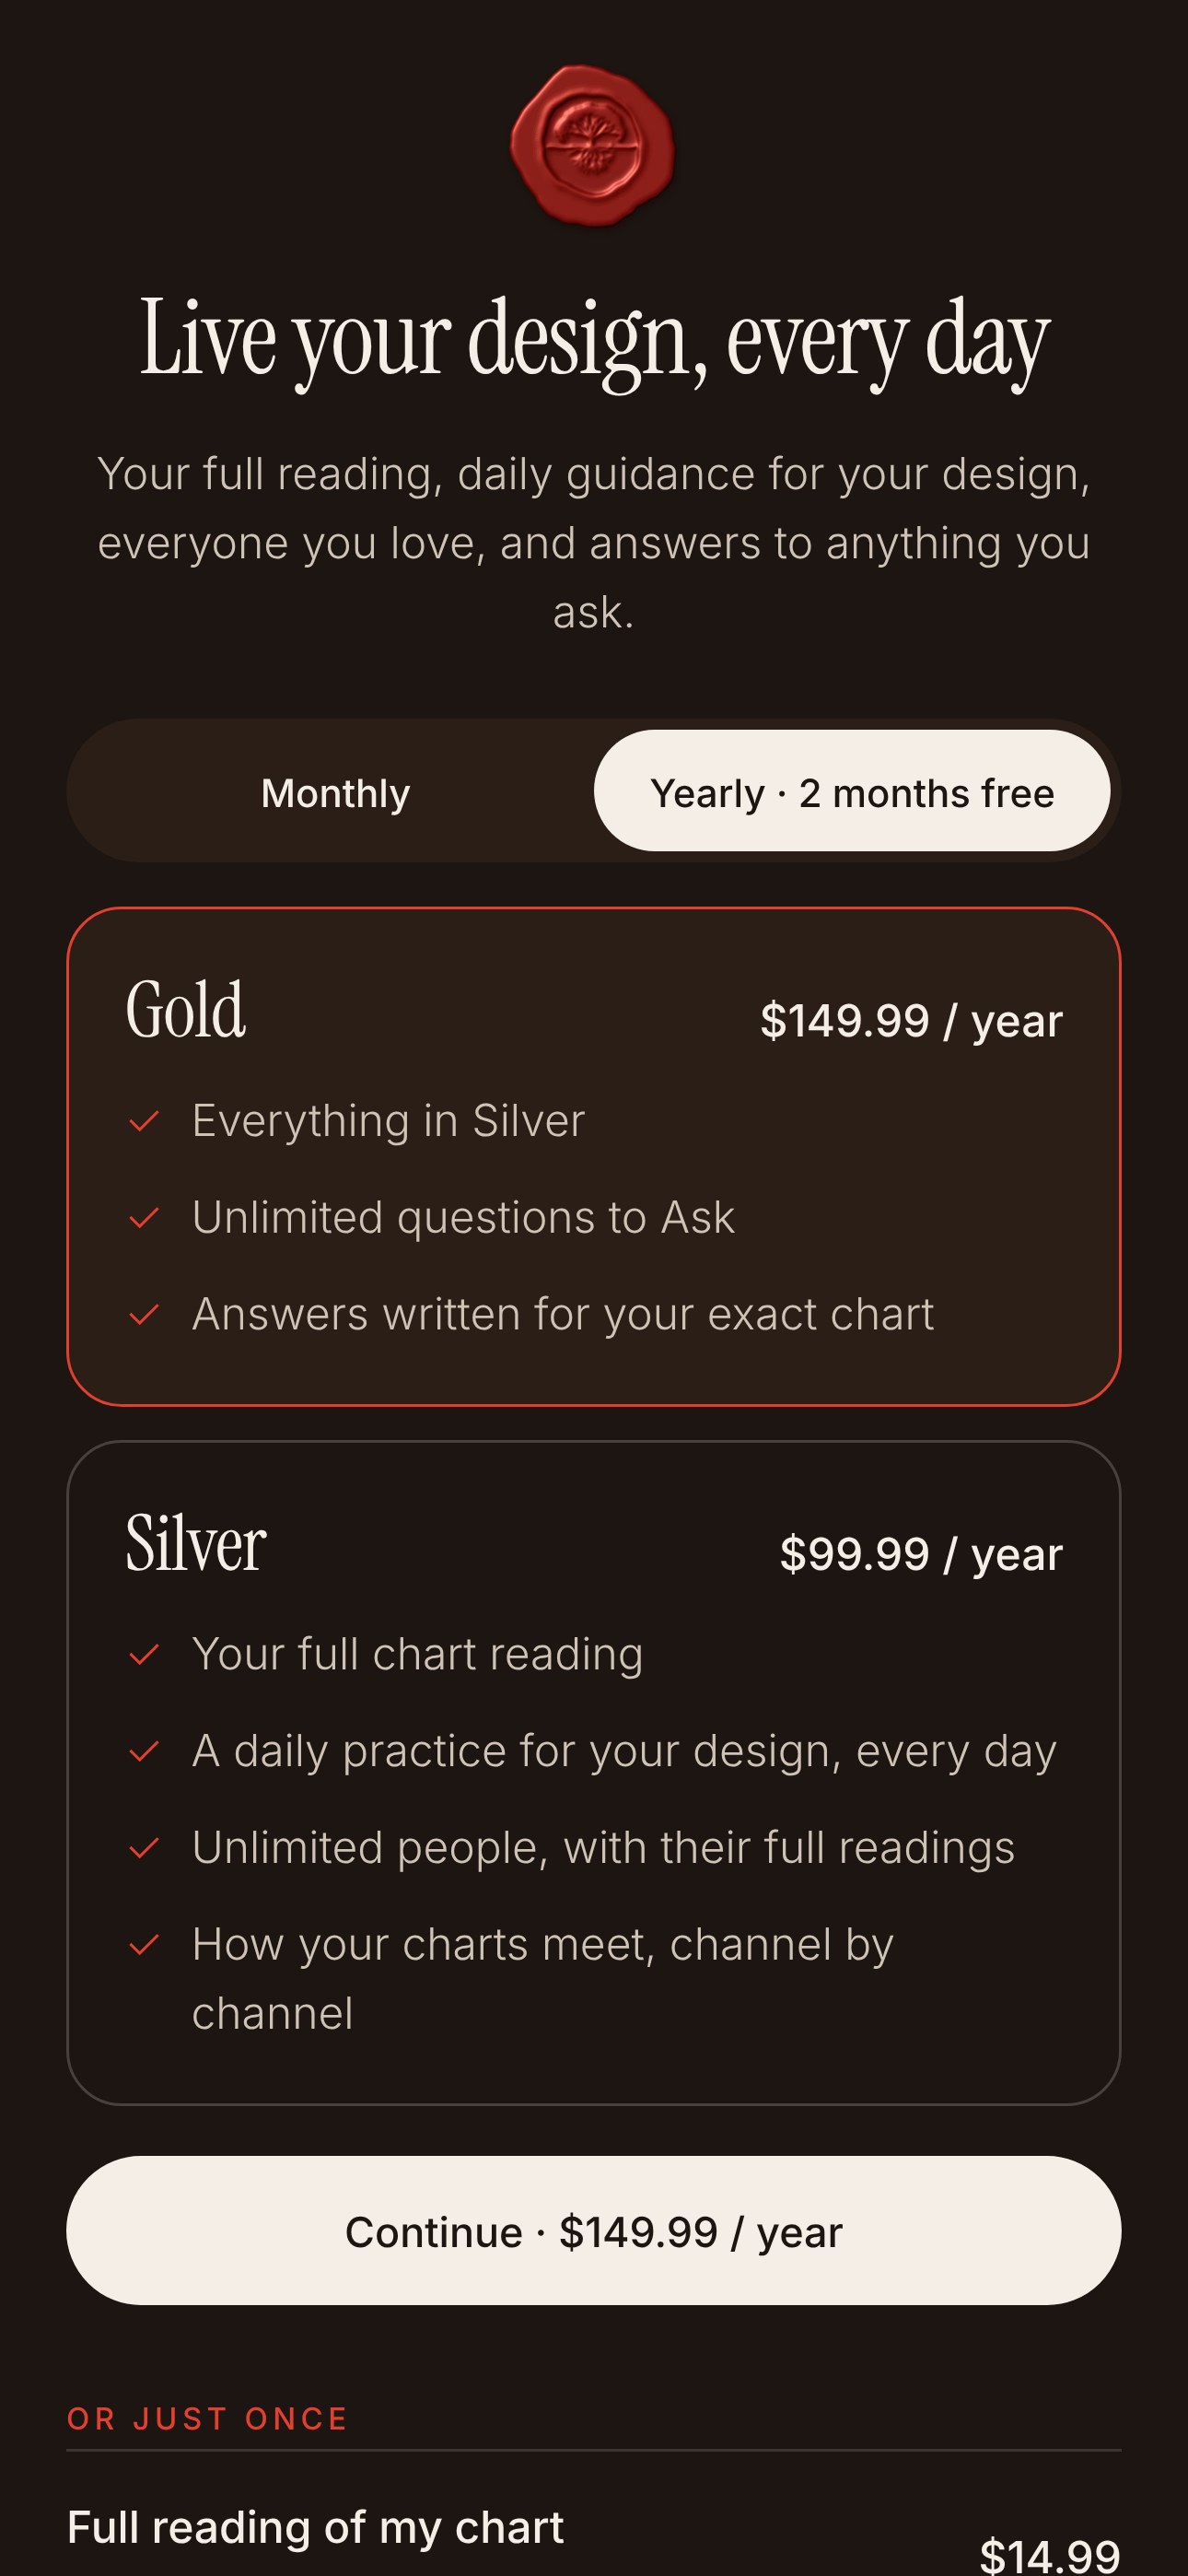 Live your design, every day
Your full reading, daily guidance for your design,
everyone you love, and answers to anything you
ask.
Monthly
Yearly · 2 months free
Gold
$149.99 / year
Everything in Silver
Unlimited questions to Ask
Answers written for your exact chart
Silver
$99.99 / year
Your full chart reading
A daily practice for your design, every day
Unlimited people, with their full readings
How your charts meet, channel by
channel
Continue · $149.99 / year
OR JUST ONCE
Full reading of my chart
$14.99